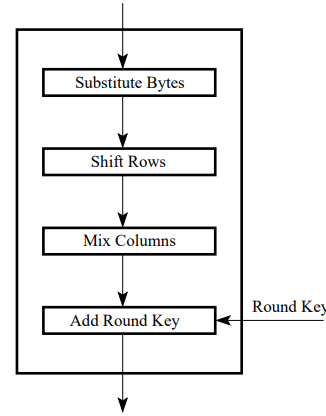 Substitute Bytes
Shift Rows
Mix Columns
Round Key
Add Round Key